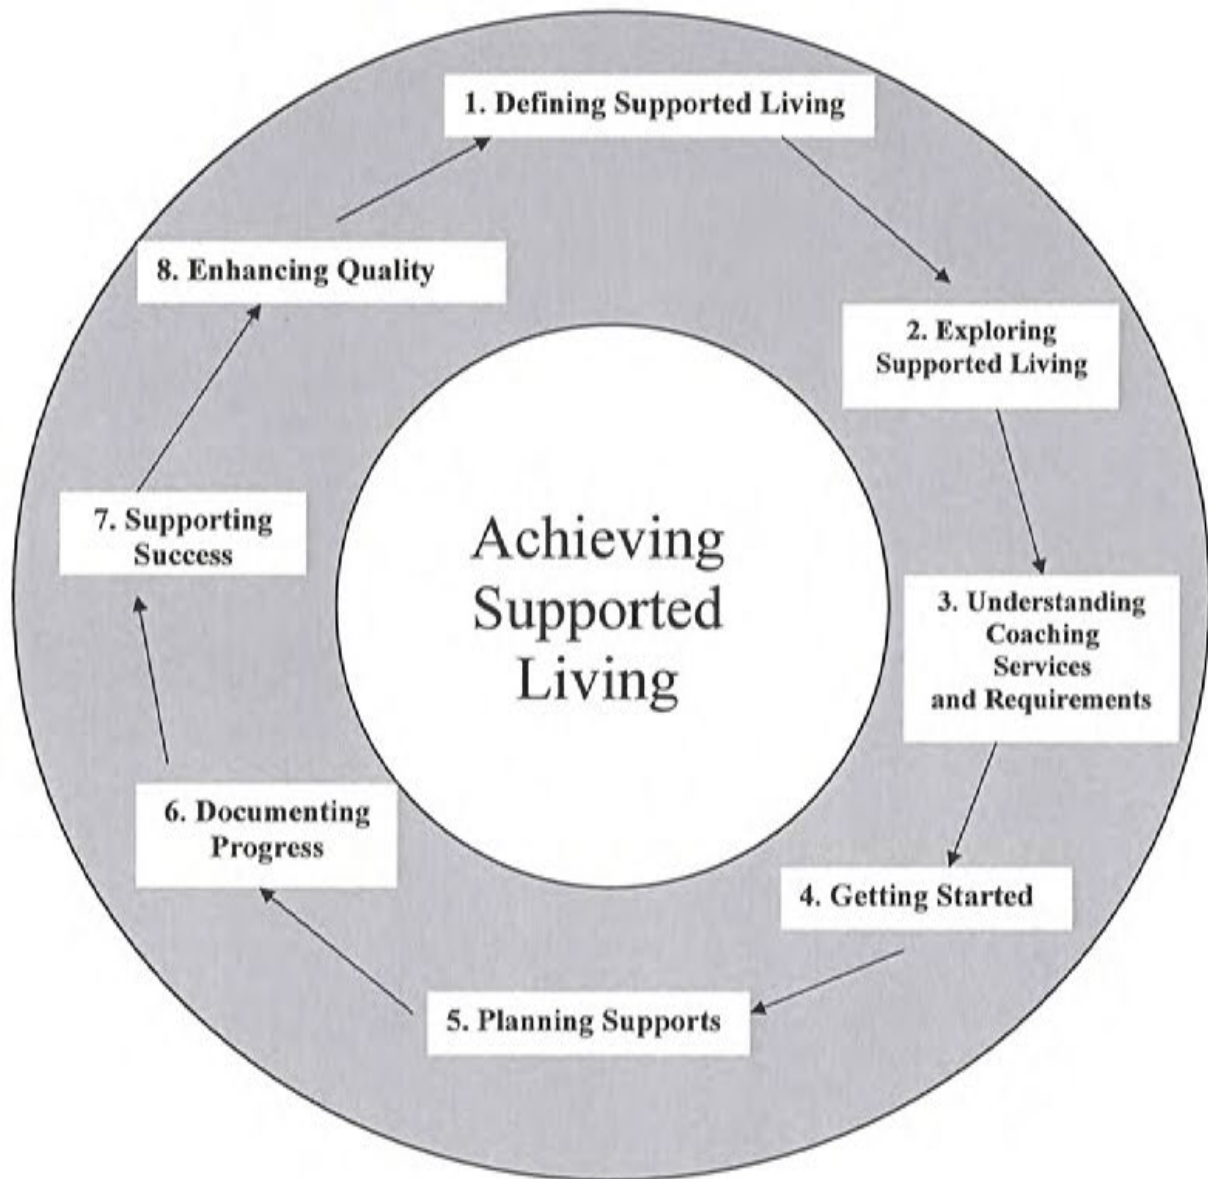 1. Defining Supported Living
2. Exploring
Supported Living
3. Understanding
Coaching
Services
and Requirements
4. Getting Started
5. Planning Supports
6. Documenting
Progress
7. Supporting
Success
8. Enhancing Quality
Achieving
Supported
Living